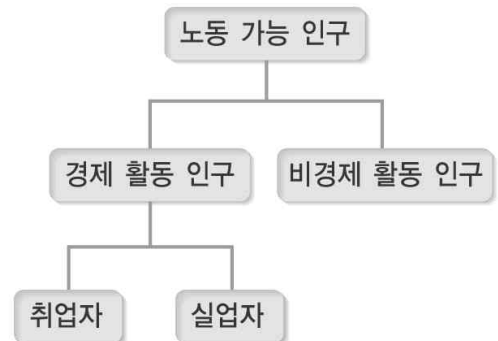 노동 가능 인구
경제 활동 인구
비경제 활동 인구
취업자
실업자